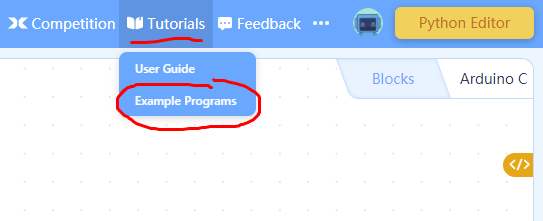 Competition
Tutorials
Feedback
Python Editor
User Guide
Example Programs
Blocks
Arduino C
</>